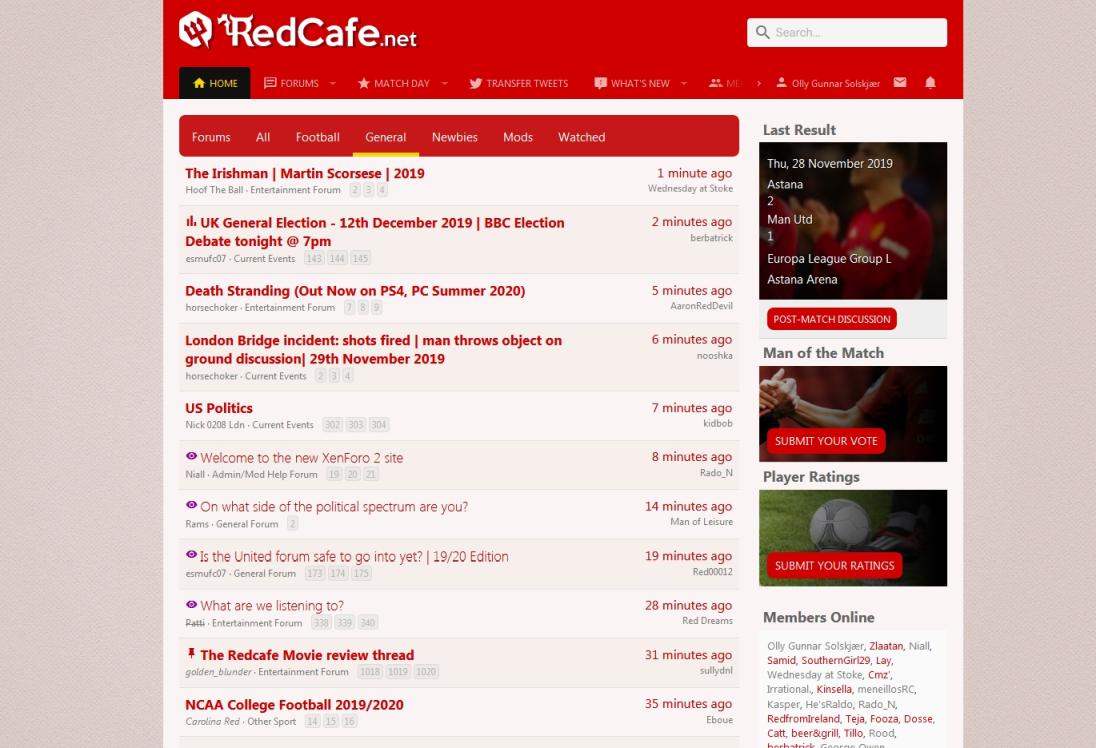 RedCafe.net
Search...
HOME
FORUMS
MATCH DAY
TRANSFER TWEETS
WHAT'S NEW
Olly Gunnar Solskjær
Forums All Football General Newbies Mods Watched
The Irishman | Martin Scorsese | 2019
1 minute ago
Hoof The Ball · Entertainment Forum 2 3 4
Wednesday at Stoke
UK General Election - 12th December 2019 | BBC Election
Debate tonight @ 7pm
2 minutes ago
esmufc07 · Current Events 143 144 145
berbatrick
Death Stranding (Out Now on PS4, PC Summer 2020)
5 minutes ago
horsechoker · Entertainment Forum 7 8 9
AaronRedDevil
London Bridge incident: shots fired | man throws object on
ground discussion| 29th November 2019
6 minutes ago
horsechoker · Current Events 2 3 4
nooshka
US Politics
7 minutes ago
Nick 0208 Ldn · Current Events 302 303 304
kidbob
Welcome to the new XenForo 2 site
8 minutes ago
Niall · Admin/Mod Help Forum 19 20 21
Rado_N
On what side of the political spectrum are you?
14 minutes ago
Rams · General Forum 2
Man of Leisure
Is the United forum safe to go into yet? | 19/20 Edition
19 minutes ago
esmufc07 · General Forum 173 174 175
Red00012
What are we listening to?
28 minutes ago
Patti · Entertainment Forum 338 339 340
Red Dreams
The Redcafe Movie review thread
31 minutes ago
golden_blunder · Entertainment Forum 1018 1019 1020
sullydnl
NCAA College Football 2019/2020
35 minutes ago
Carolina Red · Other Sport 14 15 16
Eboue
Last Result
Thu, 28 November 2019
Astana
2
Man Utd
1
Europa League Group L
Astana Arena
POST-MATCH DISCUSSION
Man of the Match
SUBMIT YOUR VOTE
Player Ratings
SUBMIT YOUR RATINGS
Members Online
Olly Gunnar Solskjær, Zlaatan, Niall,
Samid, SouthernGirl29, Lay,
Wednesday at Stoke, Cmz',
Irrational., Kinsella, meneillosRC,
Kasper, He'sRaldo, Rado_N,
RedfromIreland, Teja, Fooza, Dosse,
Catt, beer&grill, Tillo, Rood,
berbatrick, George Owen